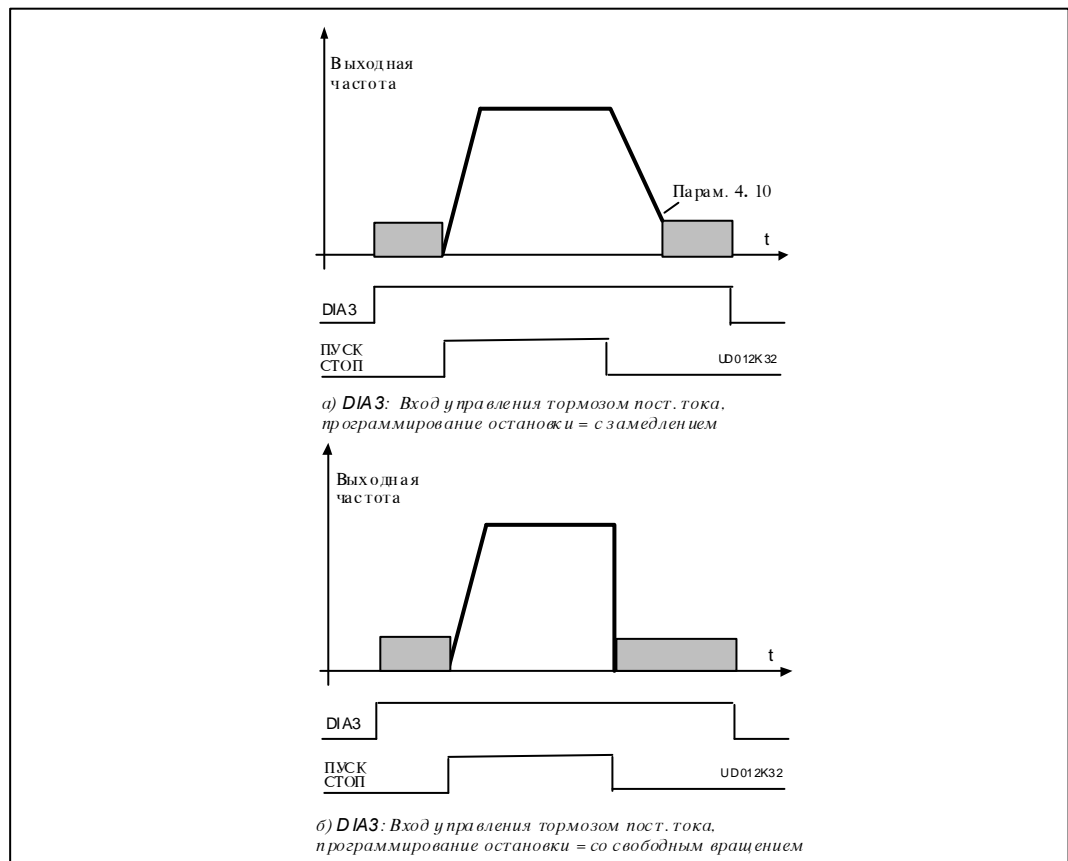 Выходная
частота
Парам. 4. 10
t
DIA3
ПУСК
СТОП
UD012K32
а) DIA3: Вход управления тормозом пост. тока,
программирование остановки = с замедлением
Выходная
частота
t
DIA3
ПУСК
СТОП
UD012K32
б) DIA3: Вход управления тормозом пост. тока,
программирование остановки = со свободным вращением